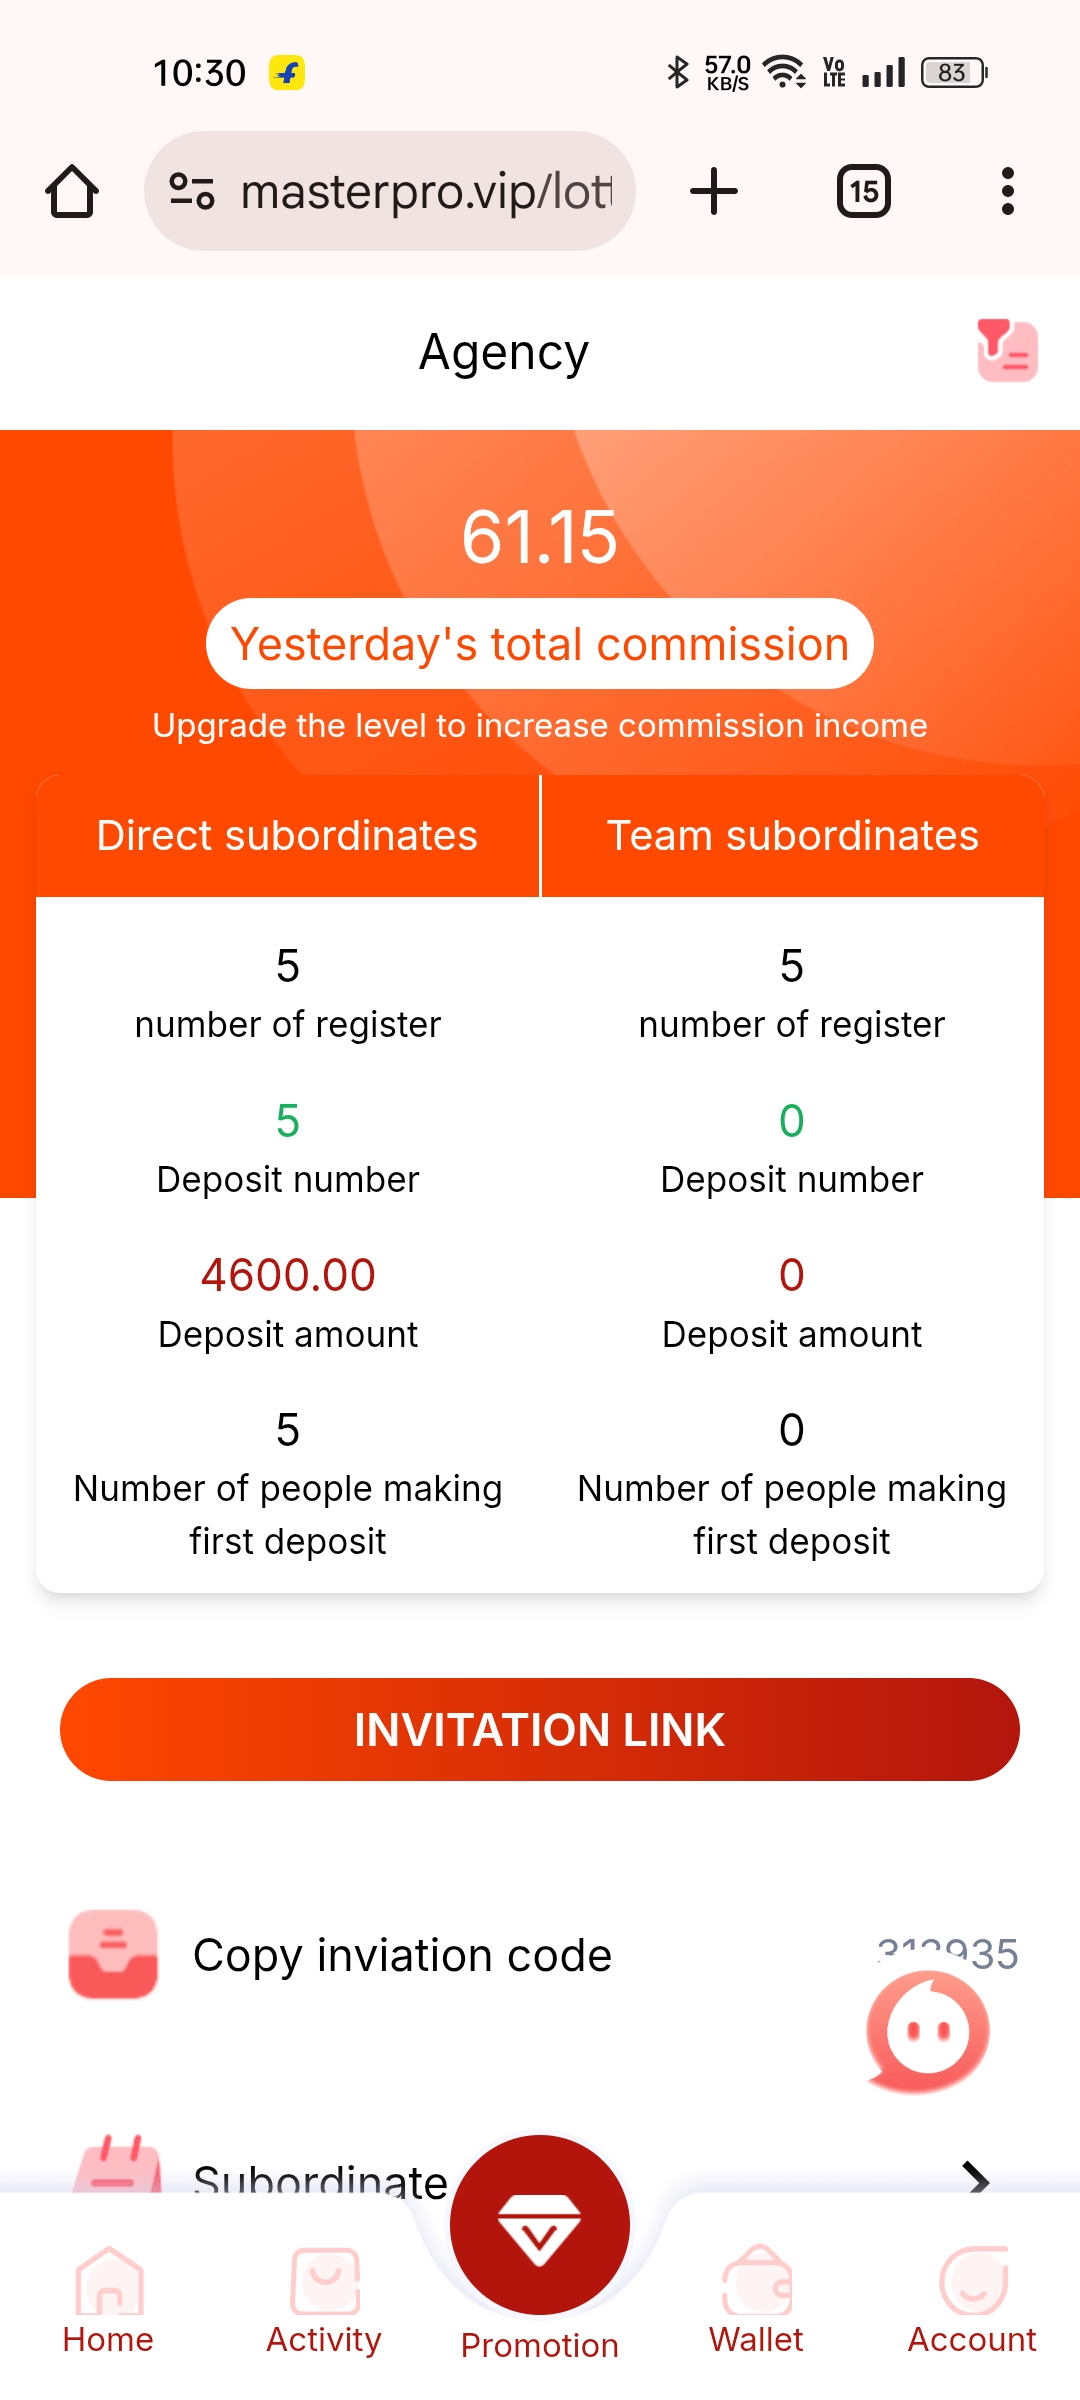 10:30
57.0
KB/S
Vo
LTE
83
masterpro.vip/lott
15
Agency
61.15
Yesterday's total commission
Upgrade the level to increase commission income
Direct subordinates
Team subordinates
5
number of register
5
number of register
5
Deposit number
0
Deposit number
4600.00
Deposit amount
0
Deposit amount
5
Number of people making
first deposit
0
Number of people making
first deposit
INVITATION LINK
Copy inviation code
Subordinate
Home
Activity
Promotion
Wallet
Account